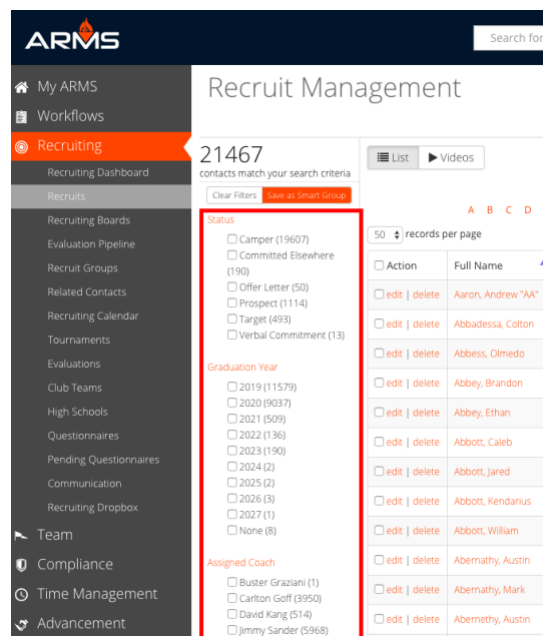 ARMS
Search for
My ARMS
Workflows
Recruiting
Recruiting Dashboard
Recruits
Recruiting Boards
Evaluation Pipeline
Recruit Groups
Related Contacts
Recruiting Calendar
Tournaments
Evaluations
Club Teams
High Schools
Questionnaires
Pending Questionnaires
Communication
Recruiting Dropbox
Team
Compliance
Time Management
Advancement
Recruit Management
21467
contacts match your search criteria
Clear Filters Save as Smart Group
Status
Camper (19607)
Committed Elsewhere
(190)
Offer Letter (50)
Prospect (1114)
Target (493)
Verbal Commitment (13)
Graduation Year
2019 (11579)
2020 (9037)
2021 (509)
2022 (136)
2023 (190)
2024 (2)
2025 (2)
2026 (3)
2027 (1)
None (8)
Assigned Coach
Buster Graziani (1)
Carlton Goff (3950)
David Kang (514)
Jimmy Sander (5968)
List Videos
A B C D
50 records per page
Action Full Name
edit | delete Aaron, Andrew "AA"
edit | delete Abbadessa, Colton
edit | delete Abbess, Olmedo
edit | delete Abbey, Brandon
edit | delete Abbey, Ethan
edit | delete Abbott, Caleb
edit | delete Abbott, Jared
edit | delete Abbott, Kendarius
edit | delete Abbott, William
edit | delete Abernathy, Austin
edit | delete Abernathy, Mark
edit | delete Abernethy, Austin